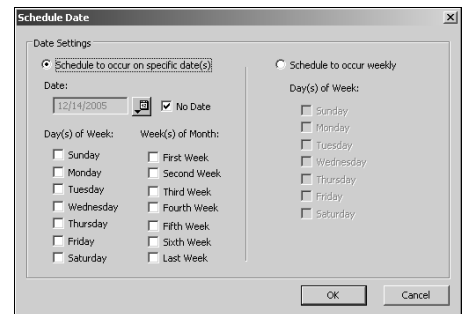 Schedule Date
Date Settings
Schedule to occur on specific date(s)
Date:
12/14/2005
No Date
Day(s) of Week:
Sunday
Monday
Tuesday
Wednesday
Thursday
Friday
Saturday
Week(s) of Month:
First Week
Second Week
Third Week
Fourth Week
Fifth Week
Sixth Week
Last Week
Schedule to occur weekly
Day(s) of Week:
Sunday
Monday
Tuesday
Wednesday
Thursday
Friday
Saturday
OK
Cancel